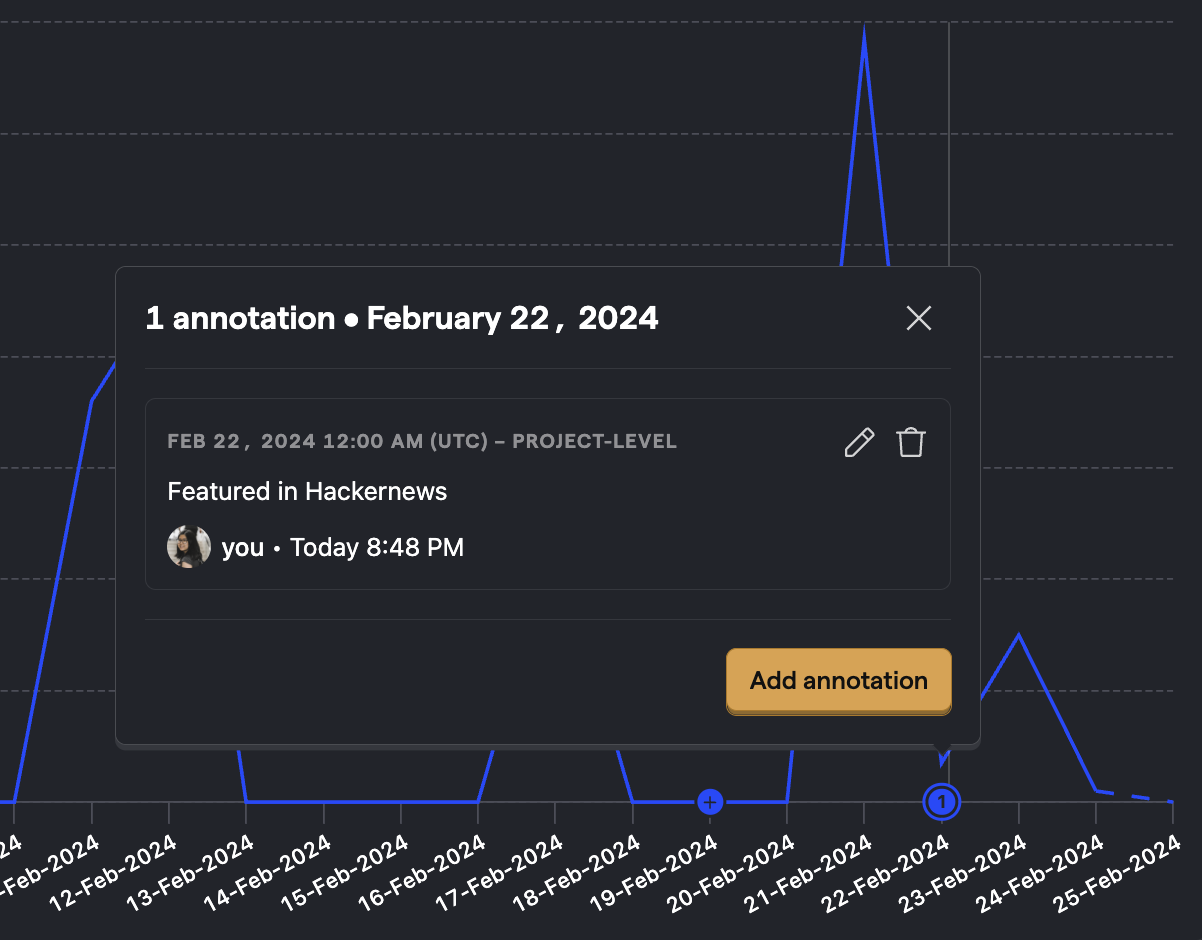 1 annotation • February 22, 2024
FEB 22, 2024 12:00 AM (UTC) – PROJECT-LEVEL
Featured in Hackernews
you • Today 8:48 PM
Add annotation
1
12-Feb-2024
13-Feb-2024
14-Feb-2024
15-Feb-2024
16-Feb-2024
17-Feb-2024
18-Feb-2024
19-Feb-2024
20-Feb-2024
21-Feb-2024
22-Feb-2024
23-Feb-2024
24-Feb-2024
25-Feb-2024